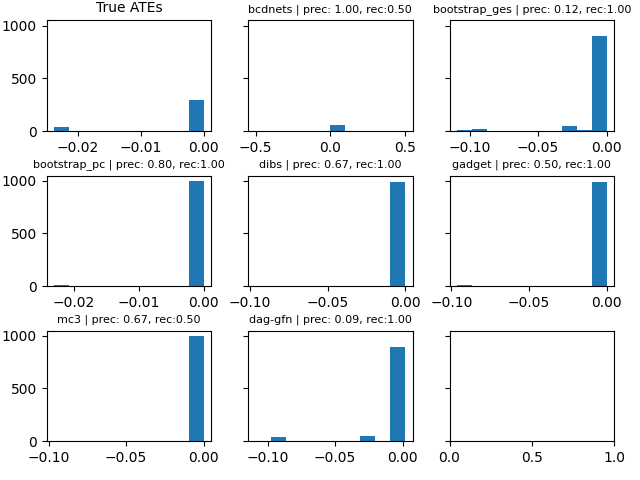 True ATEs
bcdnets | prec: 1.00, rec:0.50
bootstrap_ges | prec: 0.12, rec:1.00
1000
500
0
−0.02 −0.01 0.00
−0.5 0.0 0.5
−0.10 −0.05 0.00
bootstrap_pc | prec: 0.80, rec:1.00
dibs | prec: 0.67, rec:1.00
gadget | prec: 0.50, rec:1.00
1000
500
0
−0.02 −0.01 0.00
−0.10 −0.05 0.00
−0.10 −0.05 0.00
mc3 | prec: 0.67, rec:0.50
dag-gfn | prec: 0.09, rec:1.00
1000
500
0
−0.10 −0.05 0.00
−0.10 −0.05 0.00
0.0 0.5 1.0